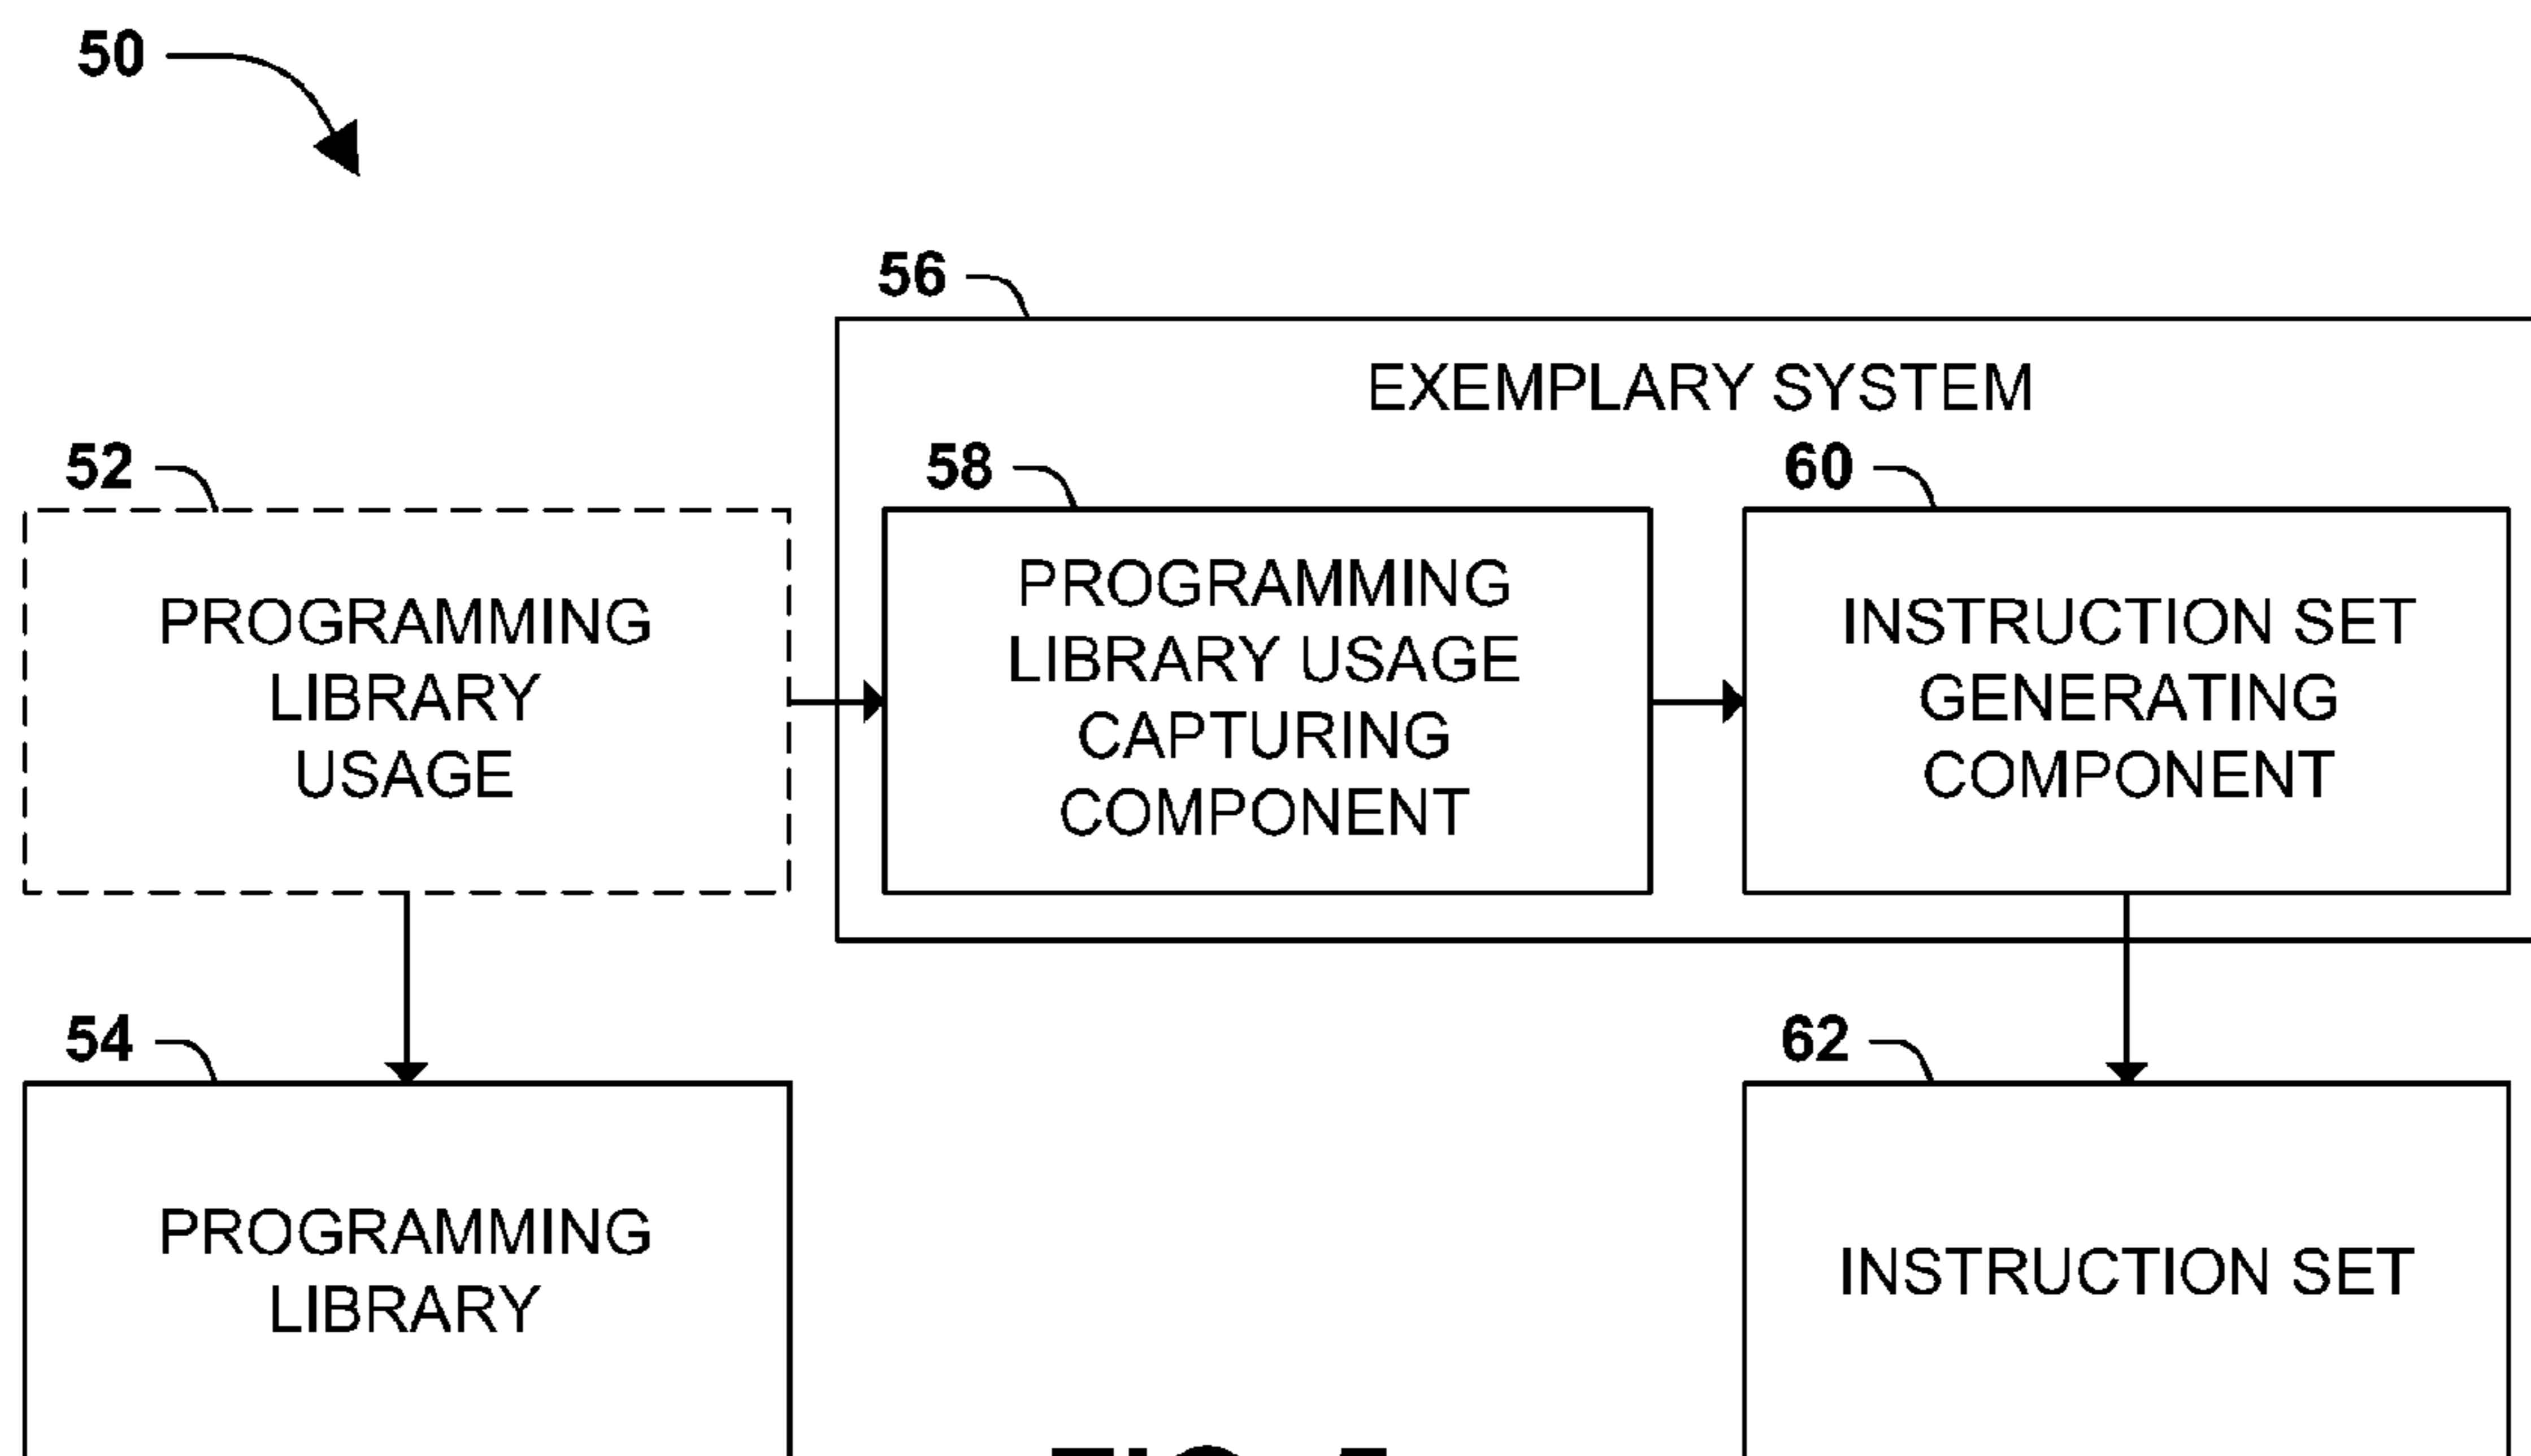 50
56
EXEMPLARY SYSTEM
52
58
60
PROGRAMMING
LIBRARY
USAGE
PROGRAMMING
LIBRARY USAGE
CAPTURING
COMPONENT
INSTRUCTION SET
GENERATING
COMPONENT
54
62
PROGRAMMING
LIBRARY
INSTRUCTION SET